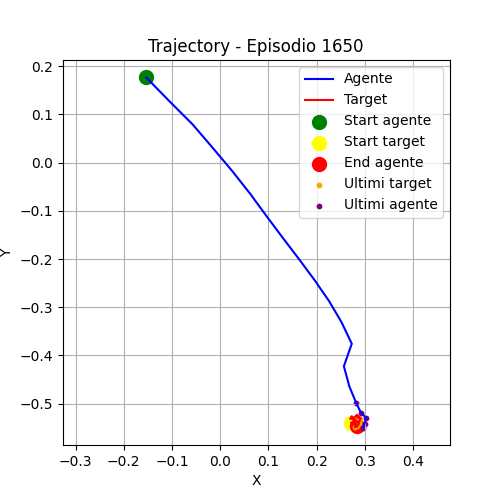 Trajectory - Episodio 1650
Agente
Target
Start agente
Start target
End agente
Ultimi target
Ultimi agente
0.2
0.1
0.0
−0.1
−0.2
−0.3
−0.4
−0.5
Y
−0.3
−0.2
−0.1
0.0
0.1
0.2
0.3
0.4
X